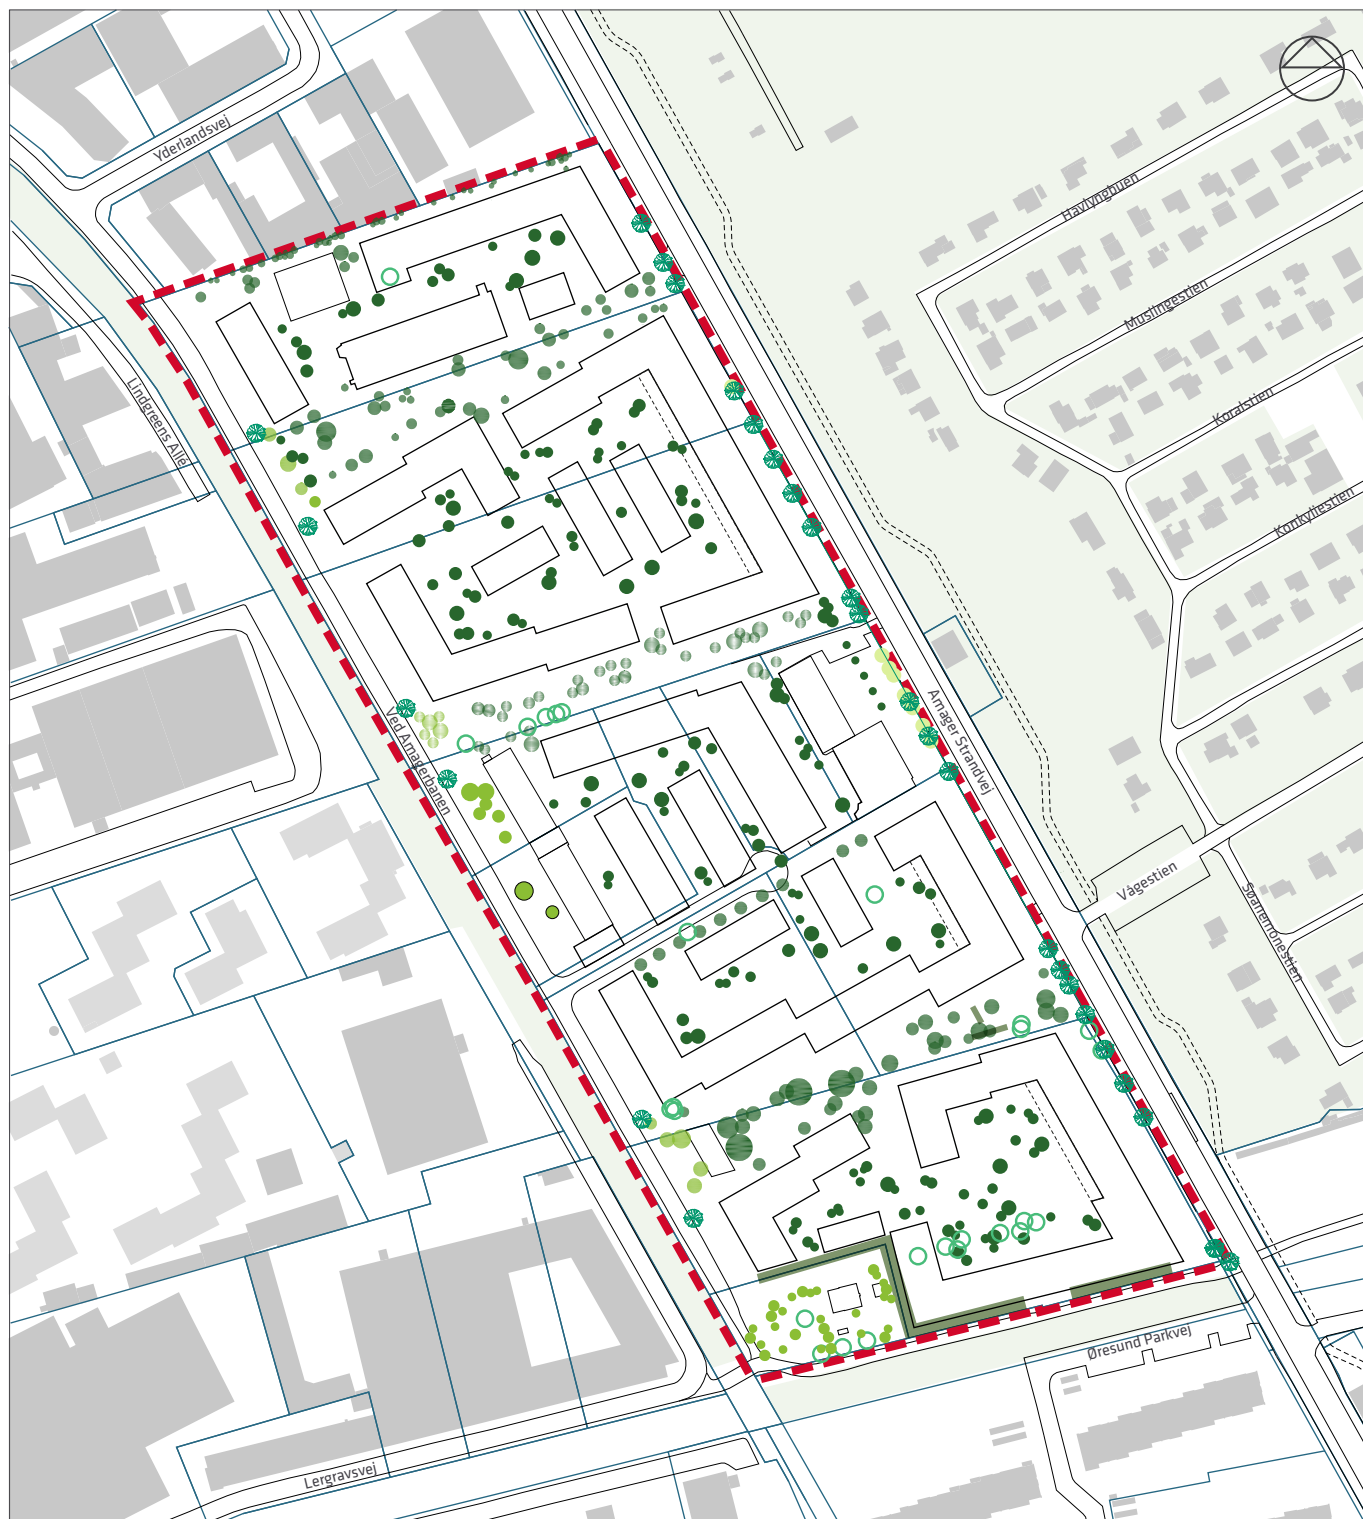 Yderlandsvej
Havlyngbuen
Muslingestien
Lindgreens Allé
Koralstien
Konkyliestien
Ved Amagerbanen
Amager Strandvej
Vågestien
Søanemonestien
Øresund Parkvej
Lergravsvej